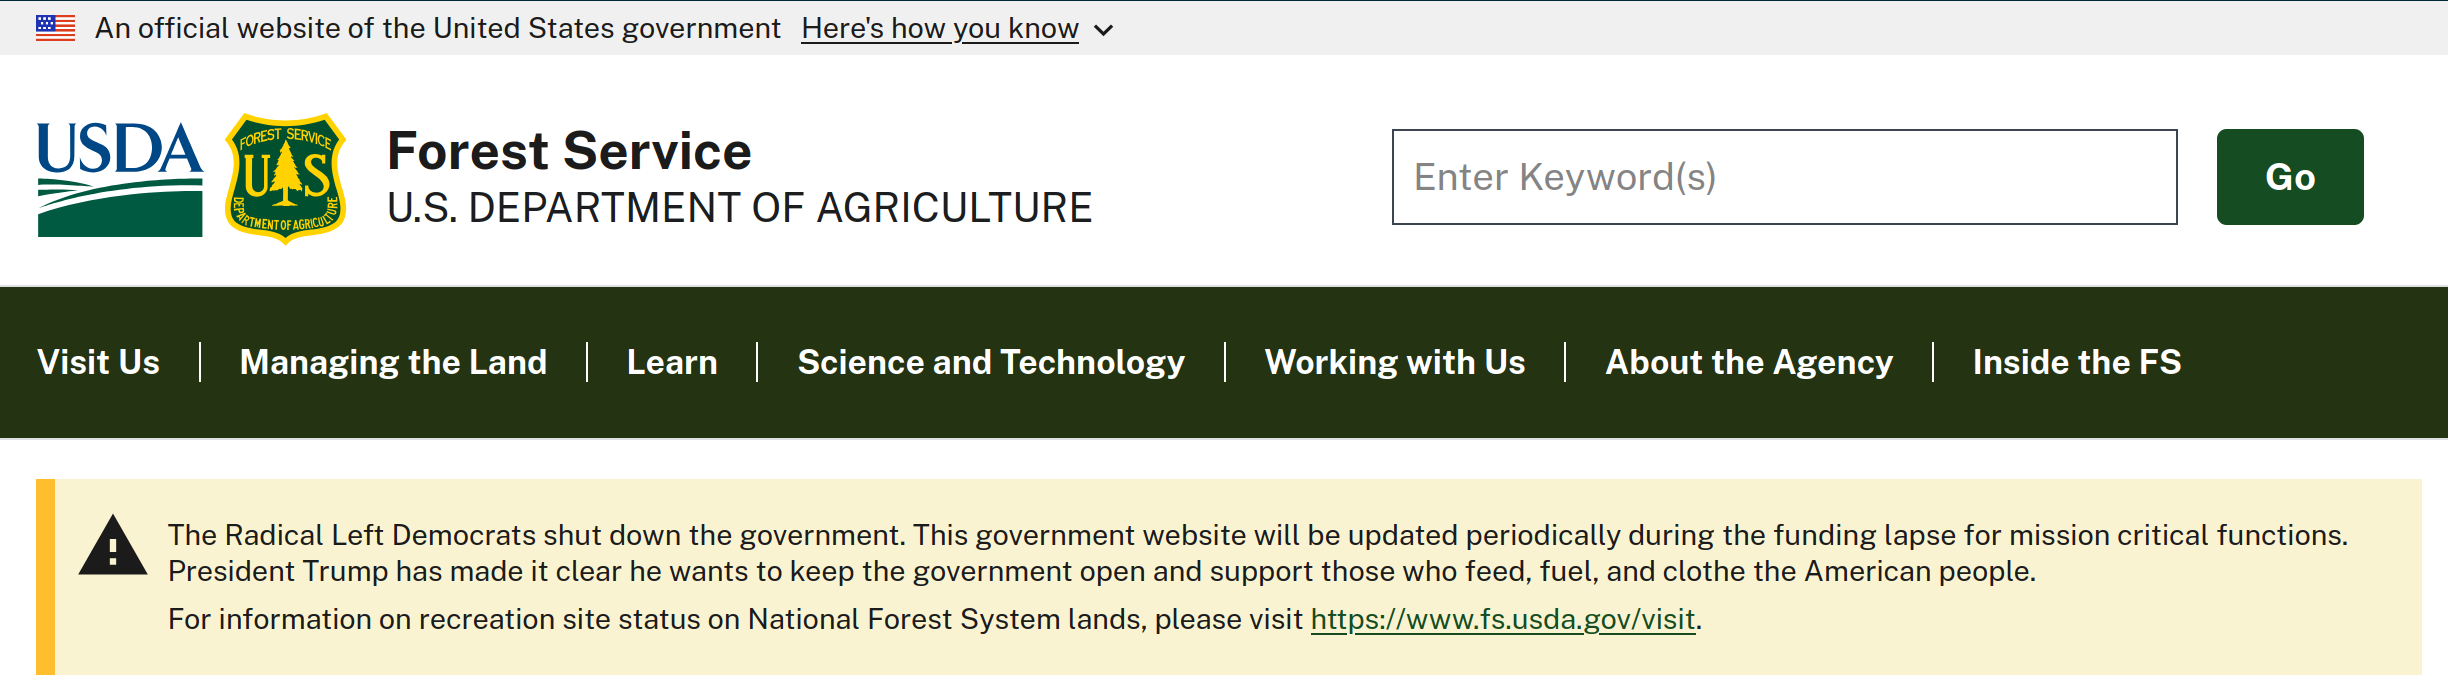 An official website of the United States government Here's how you know
USDA
FOREST SERVICE
US
DEPARTMENT OF AGRICULTURE
Forest Service
U.S. DEPARTMENT OF AGRICULTURE
Enter Keyword(s)
Go
Visit Us
Managing the Land
Learn
Science and Technology
Working with Us
About the Agency
Inside the FS
The Radical Left Democrats shut down the government. This government website will be updated periodically during the funding lapse for mission critical functions.
President Trump has made it clear he wants to keep the government open and support those who feed, fuel, and clothe the American people.
For information on recreation site status on National Forest System lands, please visit https://www.fs.usda.gov/visit.